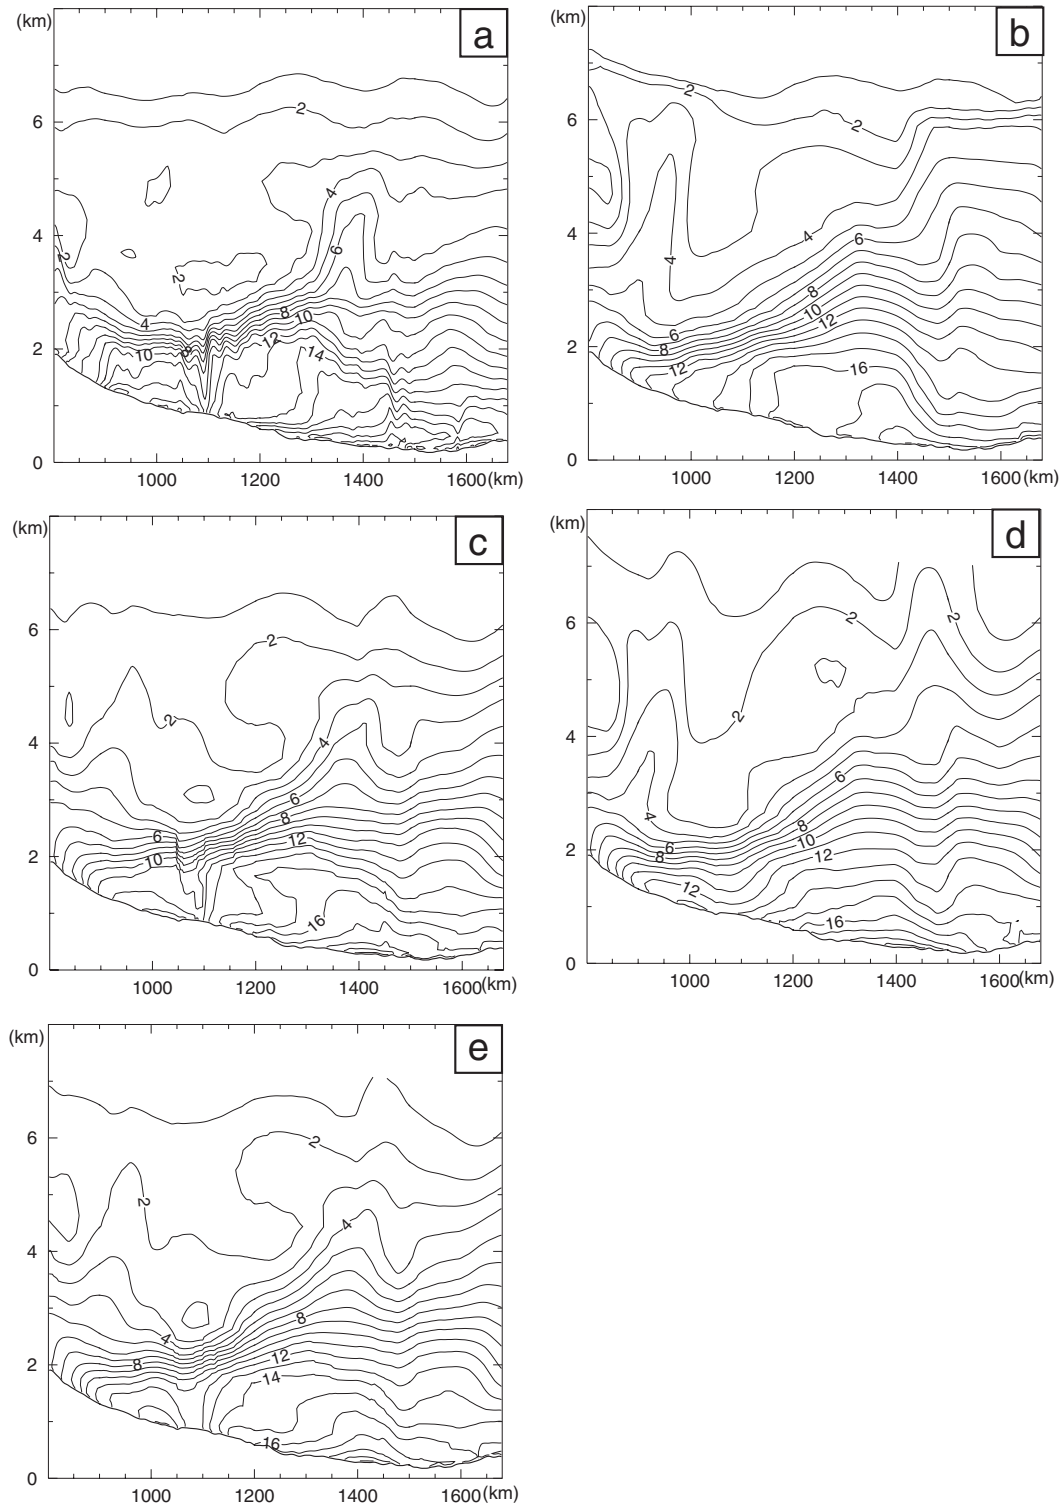 (km) a (km) b
6 2 6 2 2
4 4 4 4 4 6
2 2 6 8
4 8 10 6 10
2 10 8 12 14 2 8 12 12 16
0 0
1000 1200 1400 1600 (km) 1000 1200 1400 1600 (km)
(km) c (km) d
6 2 6 2 2
4 2 4 4 2
6 6
6 8 4 8
2 10 12 2 6 8 10 12
16 12 16
0 0
1000 1200 1400 1600 (km) 1000 1200 1400 1600 (km)
(km) e
6 2
4 2 4
4 8
2 8 12
14
16
0
1000 1200 1400 1600 (km)